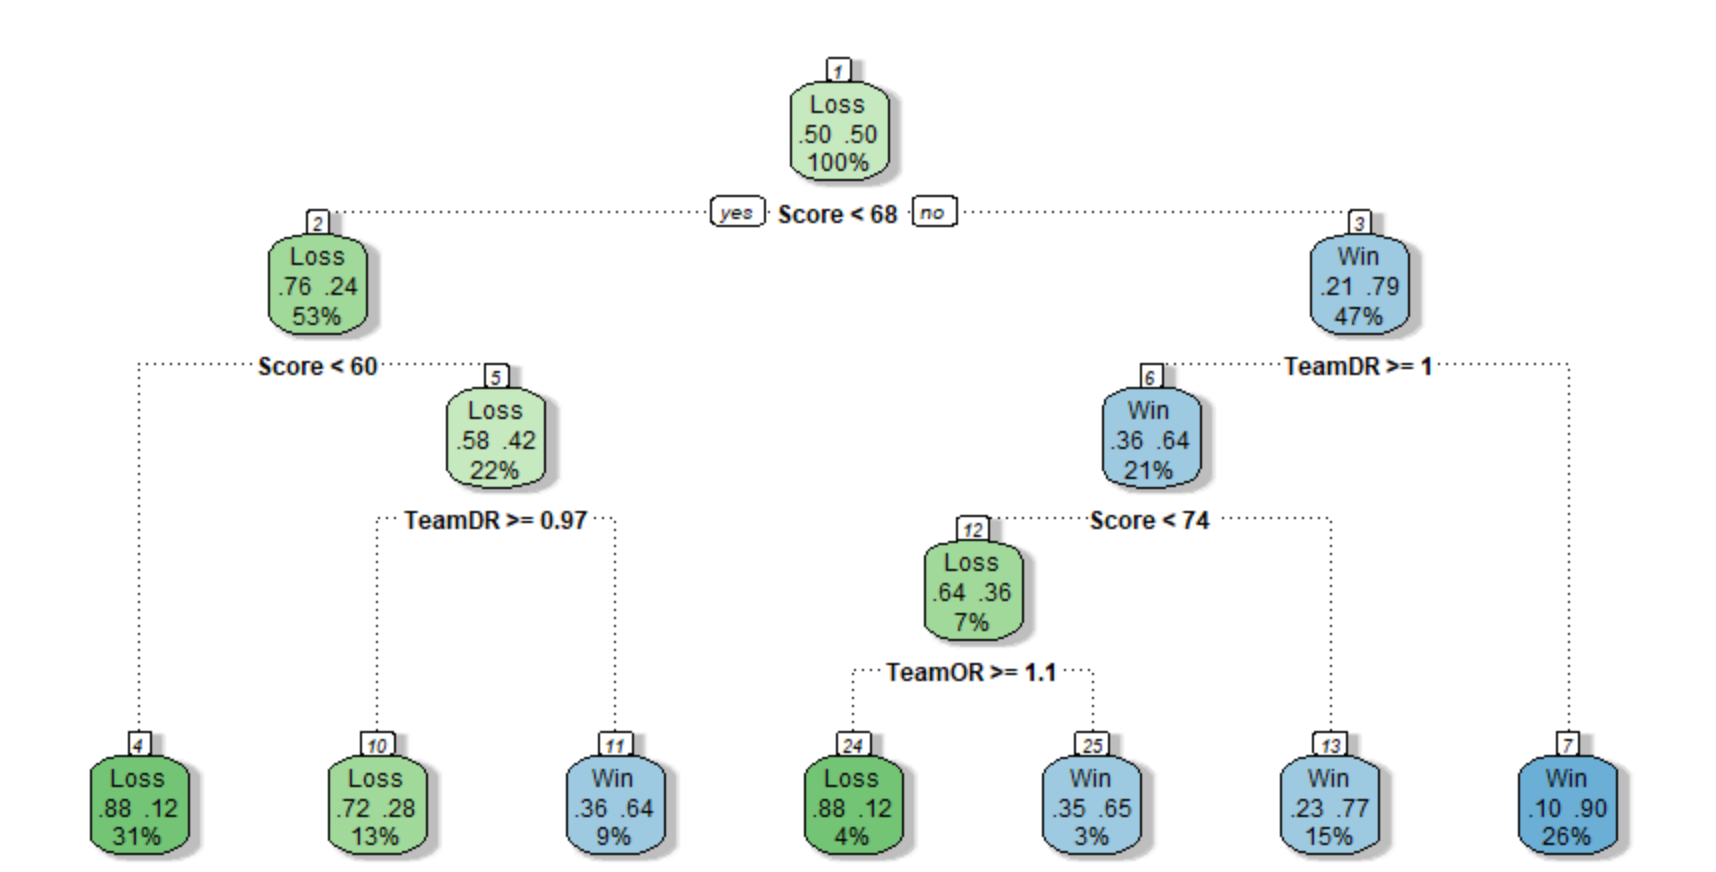 1
Loss
.50 .50
100%
yes Score < 68 no
2
Loss
.76 .24
53%
3
Win
.21 .79
47%
Score < 60
TeamDR >= 1
5
Loss
.58 .42
22%
6
Win
.36 .64
21%
TeamDR >= 0.97
Score < 74
12
Loss
.64 .36
7%
TeamOR >= 1.1
4
Loss
.88 .12
31%
10
Loss
.72 .28
13%
11
Win
.36 .64
9%
24
Loss
.88 .12
4%
25
Win
.35 .65
3%
13
Win
.23 .77
15%
7
Win
.10 .90
26%